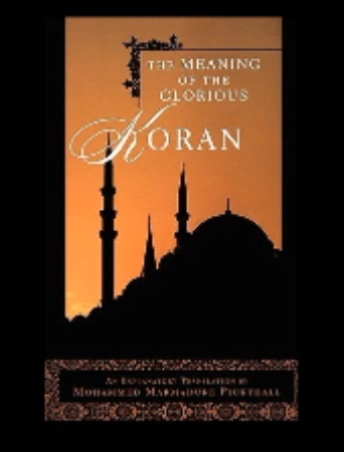 THE MEANING
OF THE
GLORIOUS
KORAN
AN EXPLANATORY TRANSLATION BY
MOHAMMED MARMADUKE PICKTHALL